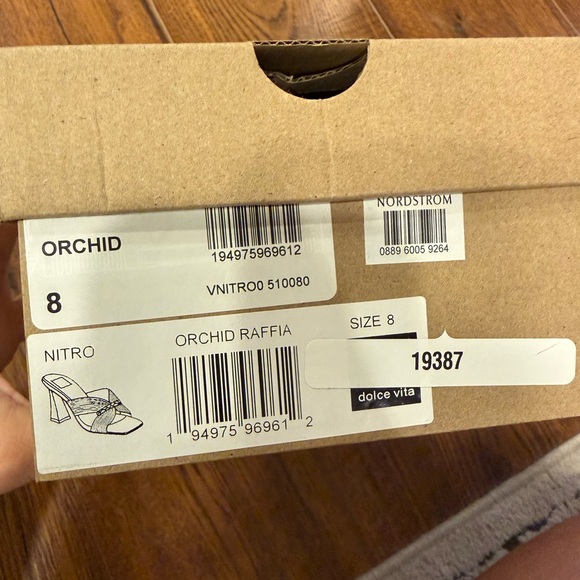 NORDSTROM
0889 6005 9264
ORCHID
194975969612
8
VNITRO0 510080
NITRO
ORCHID RAFFIA
SIZE 8
19387
dolce vita
1 94975 96961 2